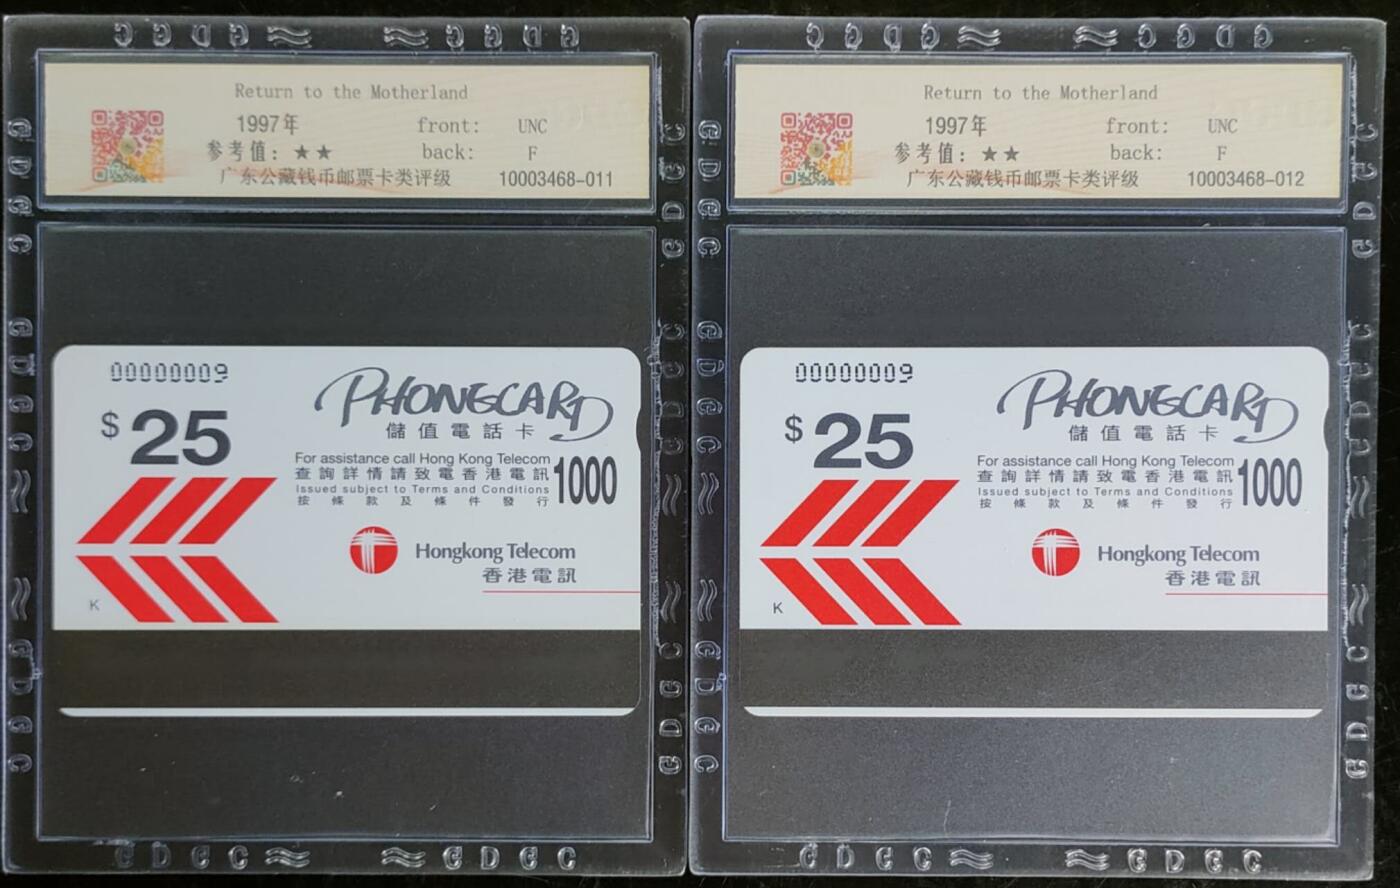 G D G C
G D G C
Return to the Motherland
1997年 front: UNC
参考值：★★ back: F
广东公藏钱币邮票卡类评级 10003468-011
00000009
$25
PHONECARD
儲值電話卡
For assistance call Hong Kong Telecom
查詢詳情請致電香港電訊
Issued subject to Terms and Conditions
按條款及條件發行
1000
Hongkong Telecom
香港電訊
K
G D G C
G D G C
G D G C
G D G C
Return to the Motherland
1997年 front: UNC
参考值：★★ back: F
广东公藏钱币邮票卡类评级 10003468-012
00000009
$25
PHONECARD
儲值電話卡
For assistance call Hong Kong Telecom
查詢詳情請致電香港電訊
Issued subject to Terms and Conditions
按條款及條件發行
1000
Hongkong Telecom
香港電訊
K
G D G C
G D G C